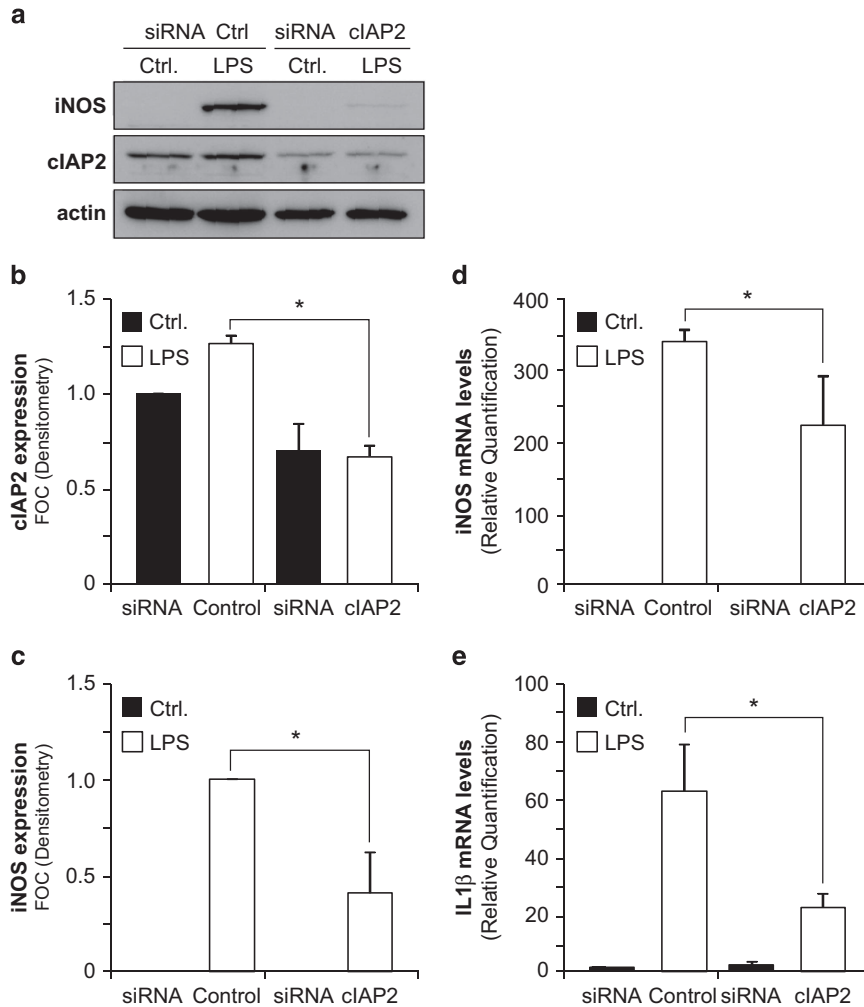 a
siRNA Ctrl siRNA cIAP2
Ctrl. LPS Ctrl. LPS
iNOS
cIAP2
actin
b
cIAP2 expression
FOC (Densitometry)
1.5
1.0
0.5
0
Ctrl.
LPS
*
siRNA Control siRNA cIAP2
c
iNOS expression
FOC (Densitometry)
1.5
1.0
0.5
0
Ctrl.
LPS
*
siRNA Control siRNA cIAP2
d
iNOS mRNA levels
(Relative Quantification)
400
300
200
100
0
Ctrl.
LPS
*
siRNA Control siRNA cIAP2
e
IL1β mRNA levels
(Relative Quantification)
100
80
60
40
20
0
Ctrl.
LPS
*
siRNA Control siRNA cIAP2